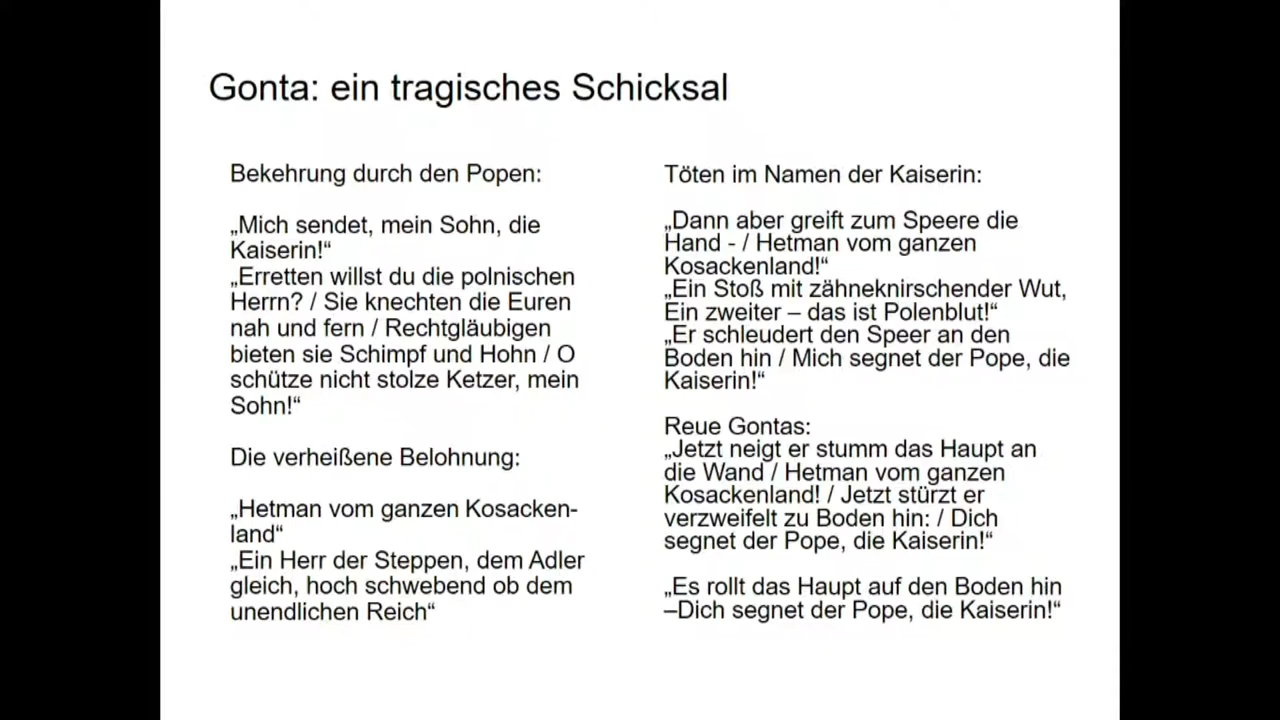 Gonta: ein tragisches Schicksal
Bekehrung durch den Popen:
„Mich sendet, mein Sohn, die
Kaiserin!“
„Erretten willst du die polnischen
Herrn? / Sie knechten die Euren
nah und fern / Rechtgläubigen
bieten sie Schimpf und Hohn / O
schütze nicht stolze Ketzer, mein
Sohn!“
Die verheißene Belohnung:
„Hetman vom ganzen Kosacken-
land“
„Ein Herr der Steppen, dem Adler
gleich, hoch schwebend ob dem
unendlichen Reich“
Töten im Namen der Kaiserin:
„Dann aber greift zum Speere die
Hand - / Hetman vom ganzen
Kosackenland!“
„Ein Stoß mit zähneknirschender Wut,
Ein zweiter – das ist Polenblut!“
„Er schleudert den Speer an den
Boden hin / Mich segnet der Pope, die
Kaiserin!“
Reue Gontas:
„Jetzt neigt er stumm das Haupt an
die Wand / Hetman vom ganzen
Kosackenland! / Jetzt stürzt er
verzweifelt zu Boden hin: / Dich
segnet der Pope, die Kaiserin!“
„Es rollt das Haupt auf den Boden hin
–Dich segnet der Pope, die Kaiserin!“